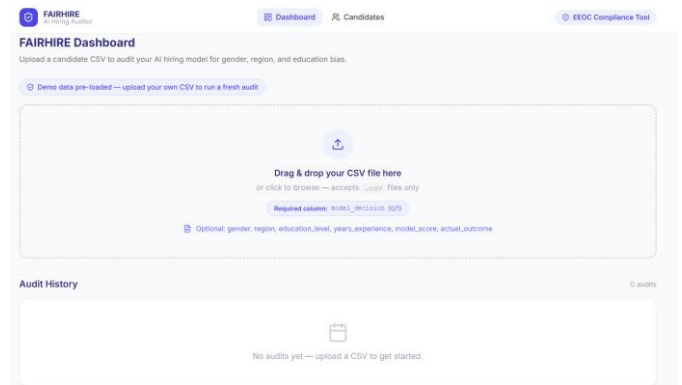 FAIRHIRE
AI Hiring Auditor
Dashboard
Candidates
EEOC Compliance Tool
FAIRHIRE Dashboard
Upload a candidate CSV to audit your AI hiring model for gender, region, and education bias.
Demo data pre-loaded — upload your own CSV to run a fresh audit
Drag & drop your CSV file here
or click to browse — accepts .csv files only
Required column: model_decision (0/1)
Optional: gender, region, education_level, years_experience, model_score, actual_outcome
Audit History
0 audits
No audits yet — upload a CSV to get started.